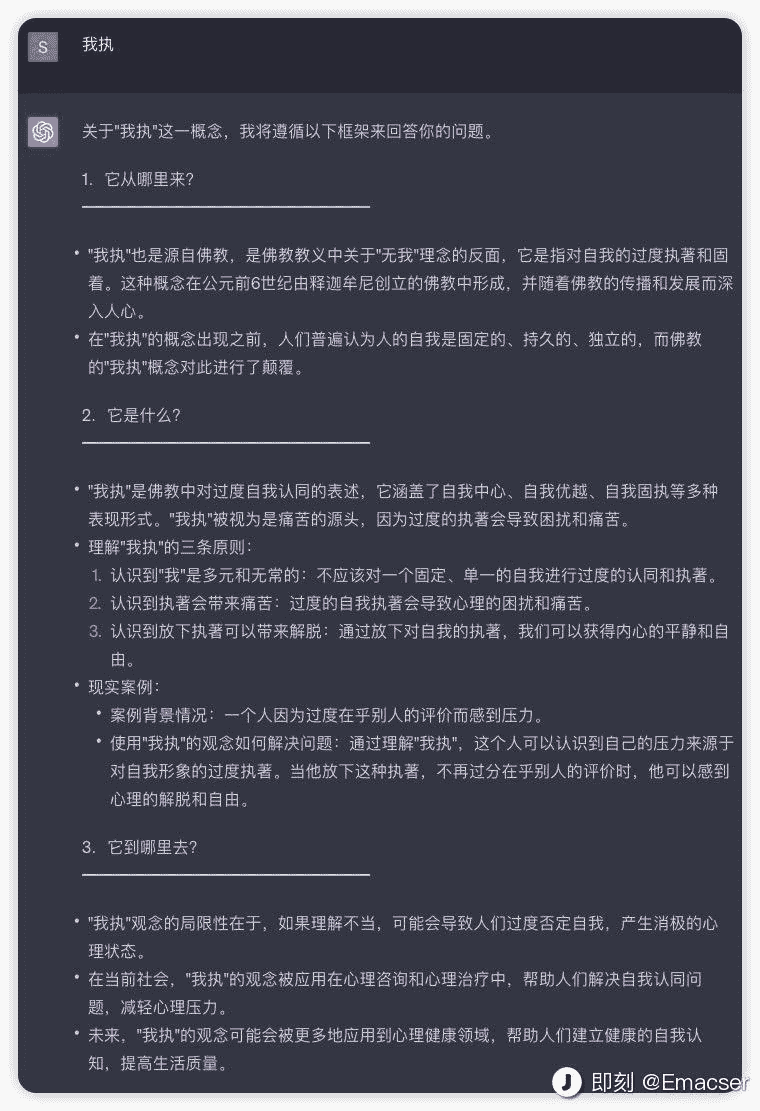 S
我执
关于"我执"这一概念，我将遵循以下框架来回答你的问题。
1. 它从哪里来？
• "我执"也是源自佛教，是佛教教义中关于"无我"理念的反面，它是指对自我的过度执著和固
着。这种概念在公元前6世纪由释迦牟尼创立的佛教中形成，并随着佛教的传播和发展而深
入人心。
• 在"我执"的概念出现之前，人们普遍认为人的自我是固定的、持久的、独立的，而佛教
的"我执"概念对此进行了颠覆。
2. 它是什么？
• "我执"是佛教中对过度自我认同的表述，它涵盖了自我中心、自我优越、自我固执等多种
表现形式。"我执"被视为是痛苦的源头，因为过度的执著会导致困扰和痛苦。
• 理解"我执"的三条原则：
1. 认识到"我"是多元和无常的：不应该对一个固定、单一的自我进行过度的认同和执著。
2. 认识到执著会带来痛苦：过度的自我执著会导致心理的困扰和痛苦。
3. 认识到放下执著可以带来解脱：通过放下对自我的执著，我们可以获得内心的平静和自
由。
• 现实案例：
• 案例背景情况：一个人因为过度在乎别人的评价而感到压力。
• 使用"我执"的观念如何解决问题：通过理解"我执"，这个人可以认识到自己的压力来源于
对自我形象的过度执著。当他放下这种执著，不再过分在乎别人的评价时，他可以感到
心理的解脱和自由。
3. 它到哪里去？
• "我执"观念的局限性在于，如果理解不当，可能会导致人们过度否定自我，产生消极的心
理状态。
• 在当前社会，"我执"的观念被应用在心理咨询和心理治疗中，帮助人们解决自我认同问
题，减轻心理压力。
• 未来，"我执"的观念可能会被更多地应用到心理健康领域，帮助人们建立健康的自我认
知，提高生活质量。
即刻 @Emacser